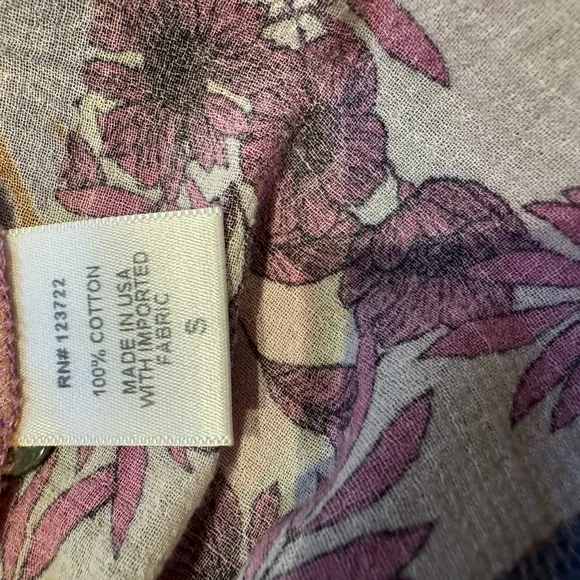 RN# 123722
100% COTTON
MADE IN USA
WITH IMPORTED
FABRIC
S